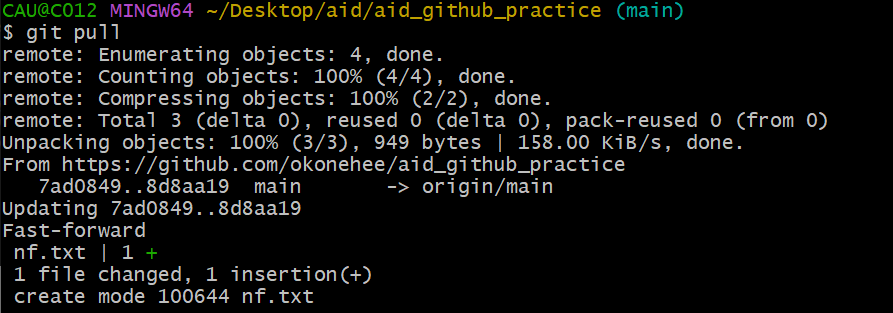 CAU@C012 MINGW64 ~/Desktop/aid/aid_github_practice (main)
$ git pull
remote: Enumerating objects: 4, done.
remote: Counting objects: 100% (4/4), done.
remote: Compressing objects: 100% (2/2), done.
remote: Total 3 (delta 0), reused 0 (delta 0), pack-reused 0 (from 0)
Unpacking objects: 100% (3/3), 949 bytes | 158.00 KiB/s, done.
From https://github.com/okonehee/aid_github_practice
   7ad0849..8d8aa19  main       -> origin/main
Updating 7ad0849..8d8aa19
Fast-forward
 nf.txt | 1 +
 1 file changed, 1 insertion(+)
 create mode 100644 nf.txt